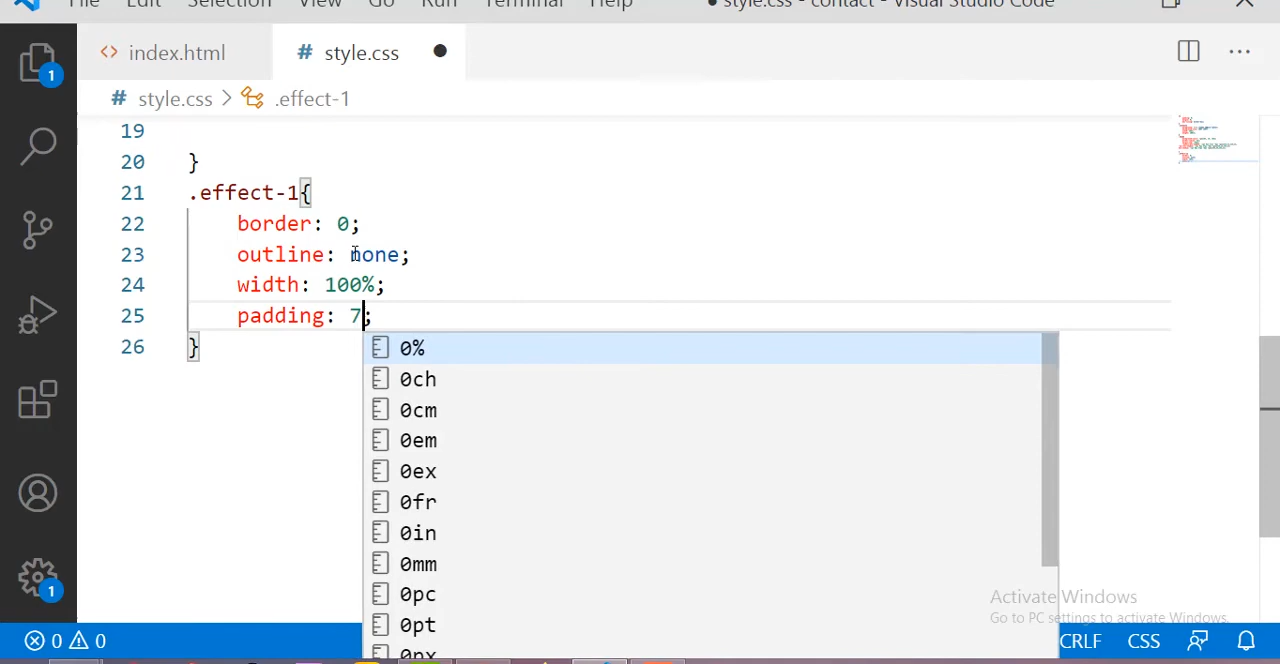 File Edit Selection View Go Run Terminal Help ● style.css - contact - Visual Studio Code
1
<> index.html # style.css ●
# style.css > .effect-1
19
20 }
21 .effect-1{
22 border: 0;
23 outline: none;
24 width: 100%;
25 padding: 7;
26 }
0%
0ch
0cm
0em
0ex
0fr
0in
0mm
0pc
0pt
0px
1
Activate Windows
Go to PC settings to activate Windows.
0 0 CRLF CSS